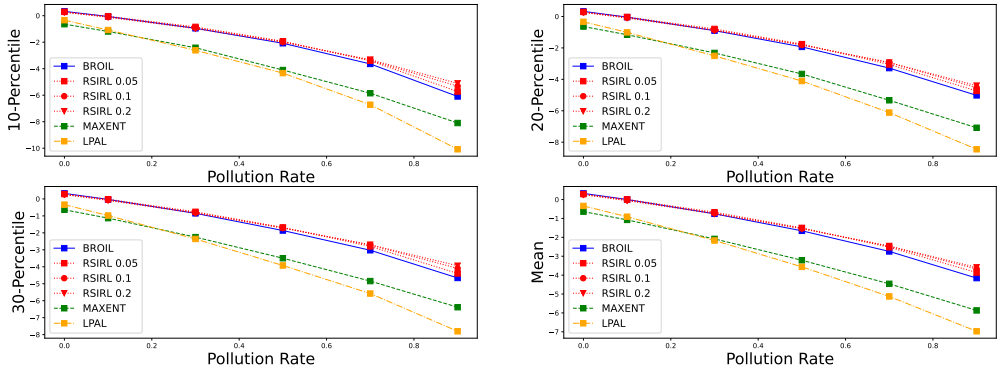 10-Percentile
0
−2
−4
−6
−8
−10
BROIL
RSIRL 0.05
RSIRL 0.1
RSIRL 0.2
MAXENT
LPAL
0.0 0.2 0.4 0.6 0.8
Pollution Rate
20-Percentile
0
−2
−4
−6
−8
BROIL
RSIRL 0.05
RSIRL 0.1
RSIRL 0.2
MAXENT
LPAL
0.0 0.2 0.4 0.6 0.8
Pollution Rate
30-Percentile
0
−1
−2
−3
−4
−5
−6
−7
−8
BROIL
RSIRL 0.05
RSIRL 0.1
RSIRL 0.2
MAXENT
LPAL
0.0 0.2 0.4 0.6 0.8
Pollution Rate
Mean
0
−1
−2
−3
−4
−5
−6
−7
BROIL
RSIRL 0.05
RSIRL 0.1
RSIRL 0.2
MAXENT
LPAL
0.0 0.2 0.4 0.6 0.8
Pollution Rate